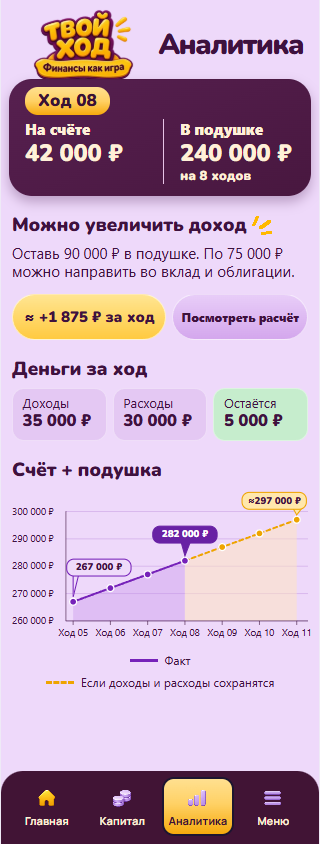 ТВОЙ
ХОД
Финансы как игра
Аналитика
Ход 08
На счёте
42 000 ₽
В подушке
240 000 ₽
на 8 ходов
Можно увеличить доход
Оставь 90 000 ₽ в подушке. По 75 000 ₽
можно направить во вклад и облигации.
≈ +1 875 ₽ за ход
Посмотреть расчёт
Деньги за ход
Доходы
35 000 ₽
Расходы
30 000 ₽
Остаётся
5 000 ₽
Счёт + подушка
≈297 000 ₽
300 000 ₽
282 000 ₽
290 000 ₽
280 000 ₽
267 000 ₽
270 000 ₽
260 000 ₽
Ход 05 Ход 06 Ход 07 Ход 08 Ход 09 Ход 10 Ход 11
Факт
Если доходы и расходы сохранятся
Главная
Капитал
Аналитика
Меню